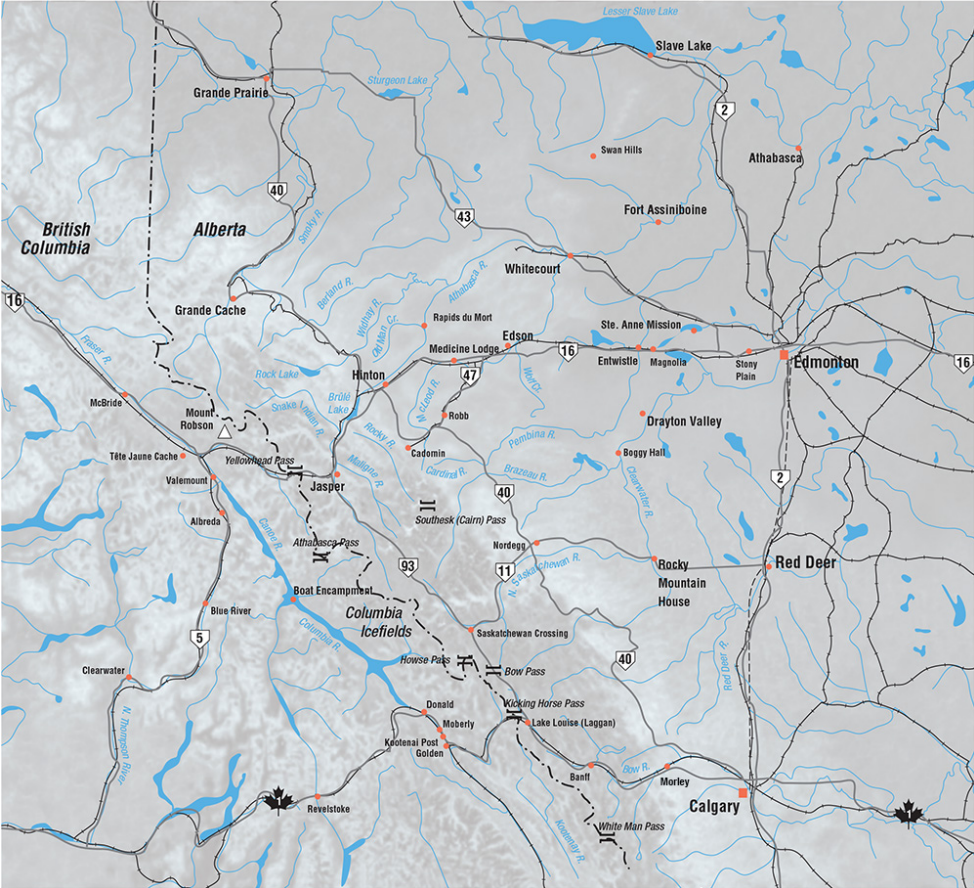 Lesser Slave Lake
Slave Lake
Grande Prairie
Sturgeon Lake
2
Swan Hills
Athabasca
40
43
Fort Assiniboine
British
Columbia
Alberta
Smoky R.
Whitecourt
Berland R.
Athabasca R.
16
Grande Cache
Wildhay R.
Old Man Cr.
Rapids du Mort
Ste. Anne Mission
Edson
Medicine Lodge
16
Entwistle
Magnolia
Stony
Plain
Edmonton
16
Fraser R.
Rock Lake
Hinton
47
Wolf Cr.
McLeod R.
McBride
Brûlé
Lake
Snake Indian R.
Mount
Robson
Robb
Drayton Valley
Rocky R.
Pembina R.
Tête Jaune Cache
Yellowhead Pass
Cadomin
Boggy Hall
Maligne R.
Cardinal R.
Brazeau R.
Clearwater R.
Valemount
Jasper
40
2
Albreda
Canoe R.
Southesk (Cairn) Pass
Athabasca Pass
Nordegg
93
11
N. Saskatchewan R.
Rocky
Mountain
House
Red Deer
Boat Encampment
Blue River
Columbia
Icefields
5
Columbia R.
Saskatchewan Crossing
Howse Pass
Bow Pass
40
Red Deer R.
Clearwater
Kicking Horse Pass
Donald
Moberly
Lake Louise (Laggan)
Kootenai Post
Golden
N. Thompson River
Banff
Bow R.
Morley
1
Revelstoke
Calgary
1
Kootenay R.
White Man Pass